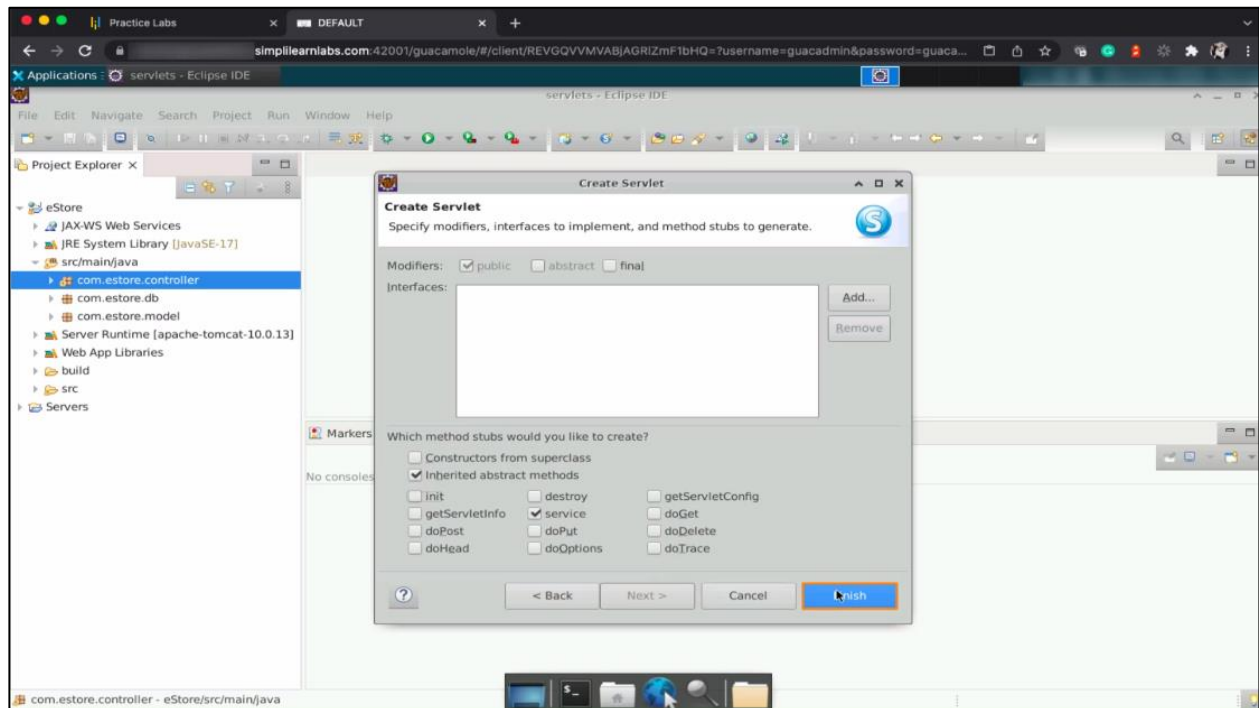 Practice Labs
DEFAULT
simplilearnlabs.com:42001/guacamole/#/client/REVGQVVMVABjAGRlZmF1bHQ=?username=guacadmin&password=guaca...
Applications : servlets - Eclipse IDE
servlets - Eclipse IDE
File Edit Navigate Search Project Run Window Help
Project Explorer
eStore
JAX-WS Web Services
JRE System Library [JavaSE-17]
src/main/java
com.estore.controller
com.estore.db
com.estore.model
Server Runtime [apache-tomcat-10.0.13]
Web App Libraries
build
src
Servers
Create Servlet
Create Servlet
Specify modifiers, interfaces to implement, and method stubs to generate.
Modifiers: public abstract final
Interfaces:
Add...
Remove
Which method stubs would you like to create?
Constructors from superclass
Inherited abstract methods
init destroy getServletConfig
getServletInfo service doGet
doPost doPut doDelete
doHead doOptions doTrace
< Back Next > Cancel Finish
Markers
No consoles
com.estore.controller - eStore/src/main/java